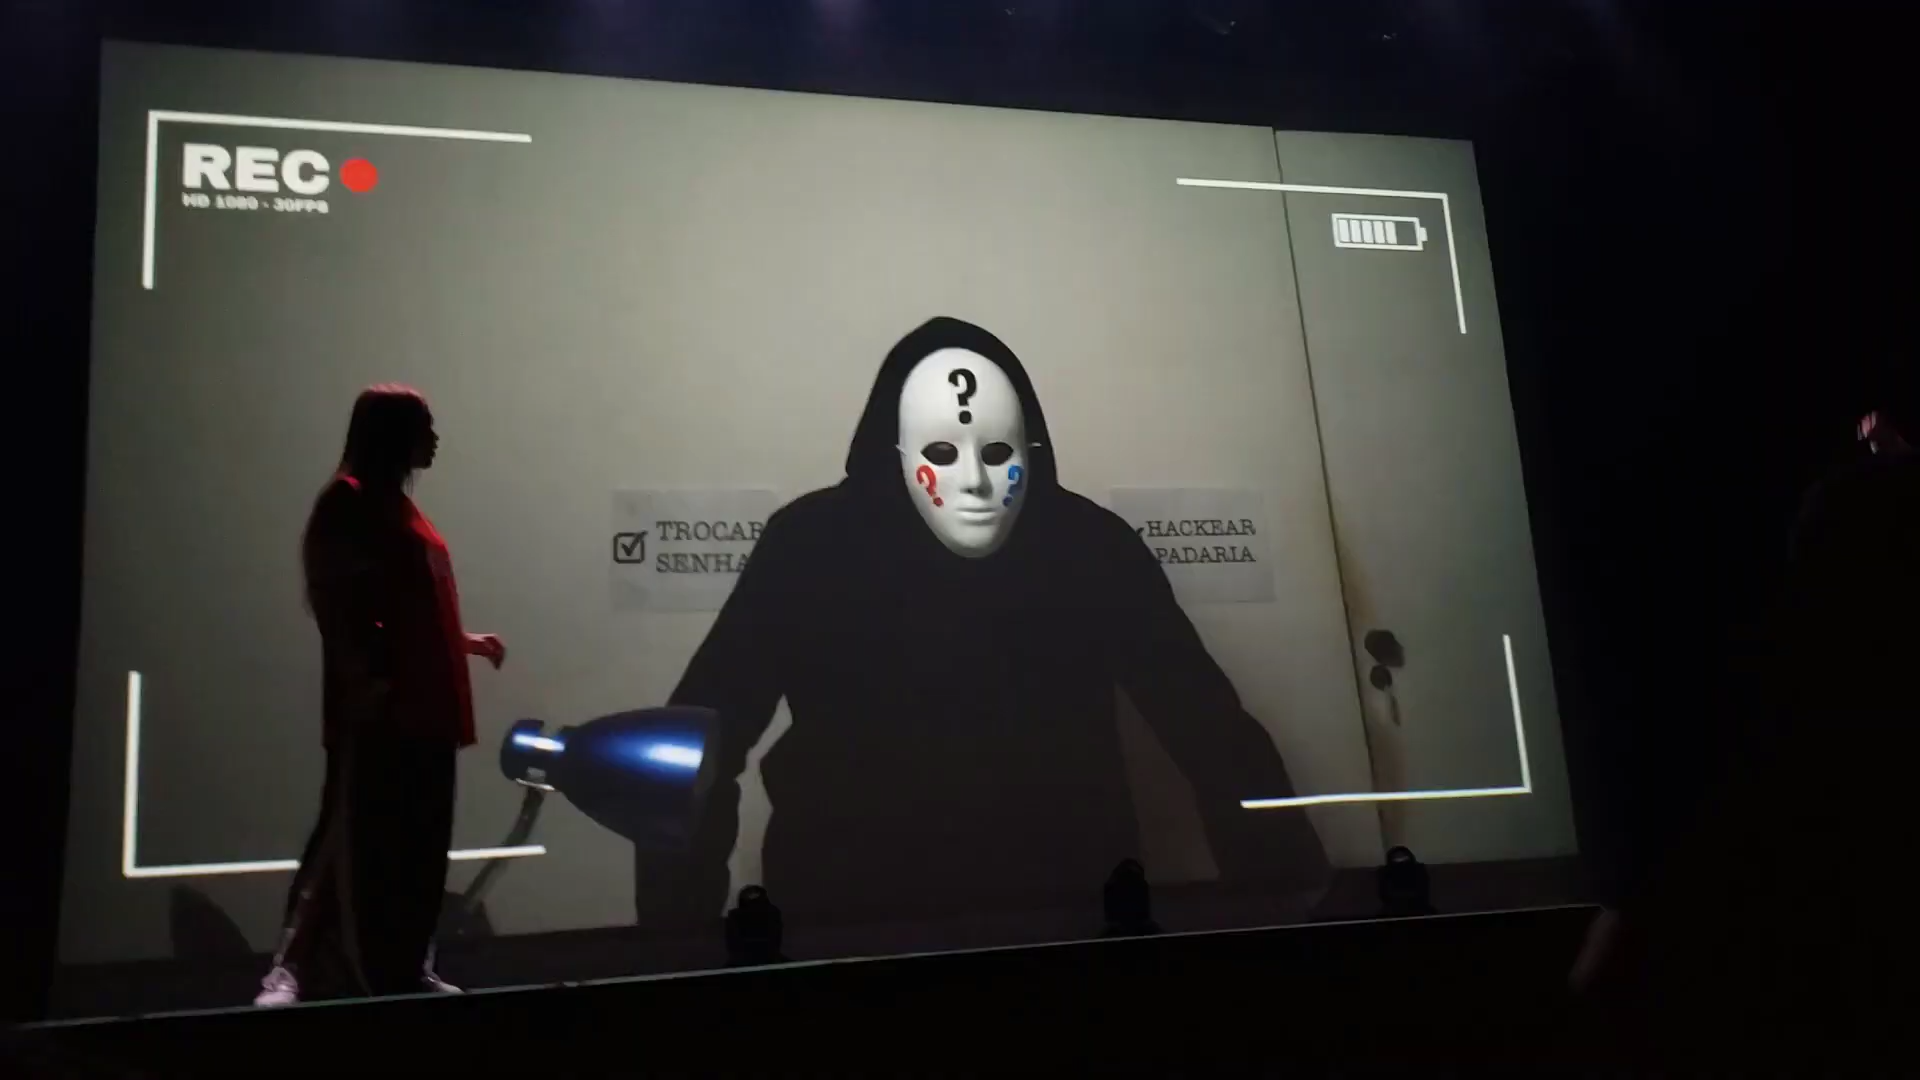 REC
HD 1080 - 30FPS
?
? ?
TROCAR
SENHA
HACKEAR
PADARIA